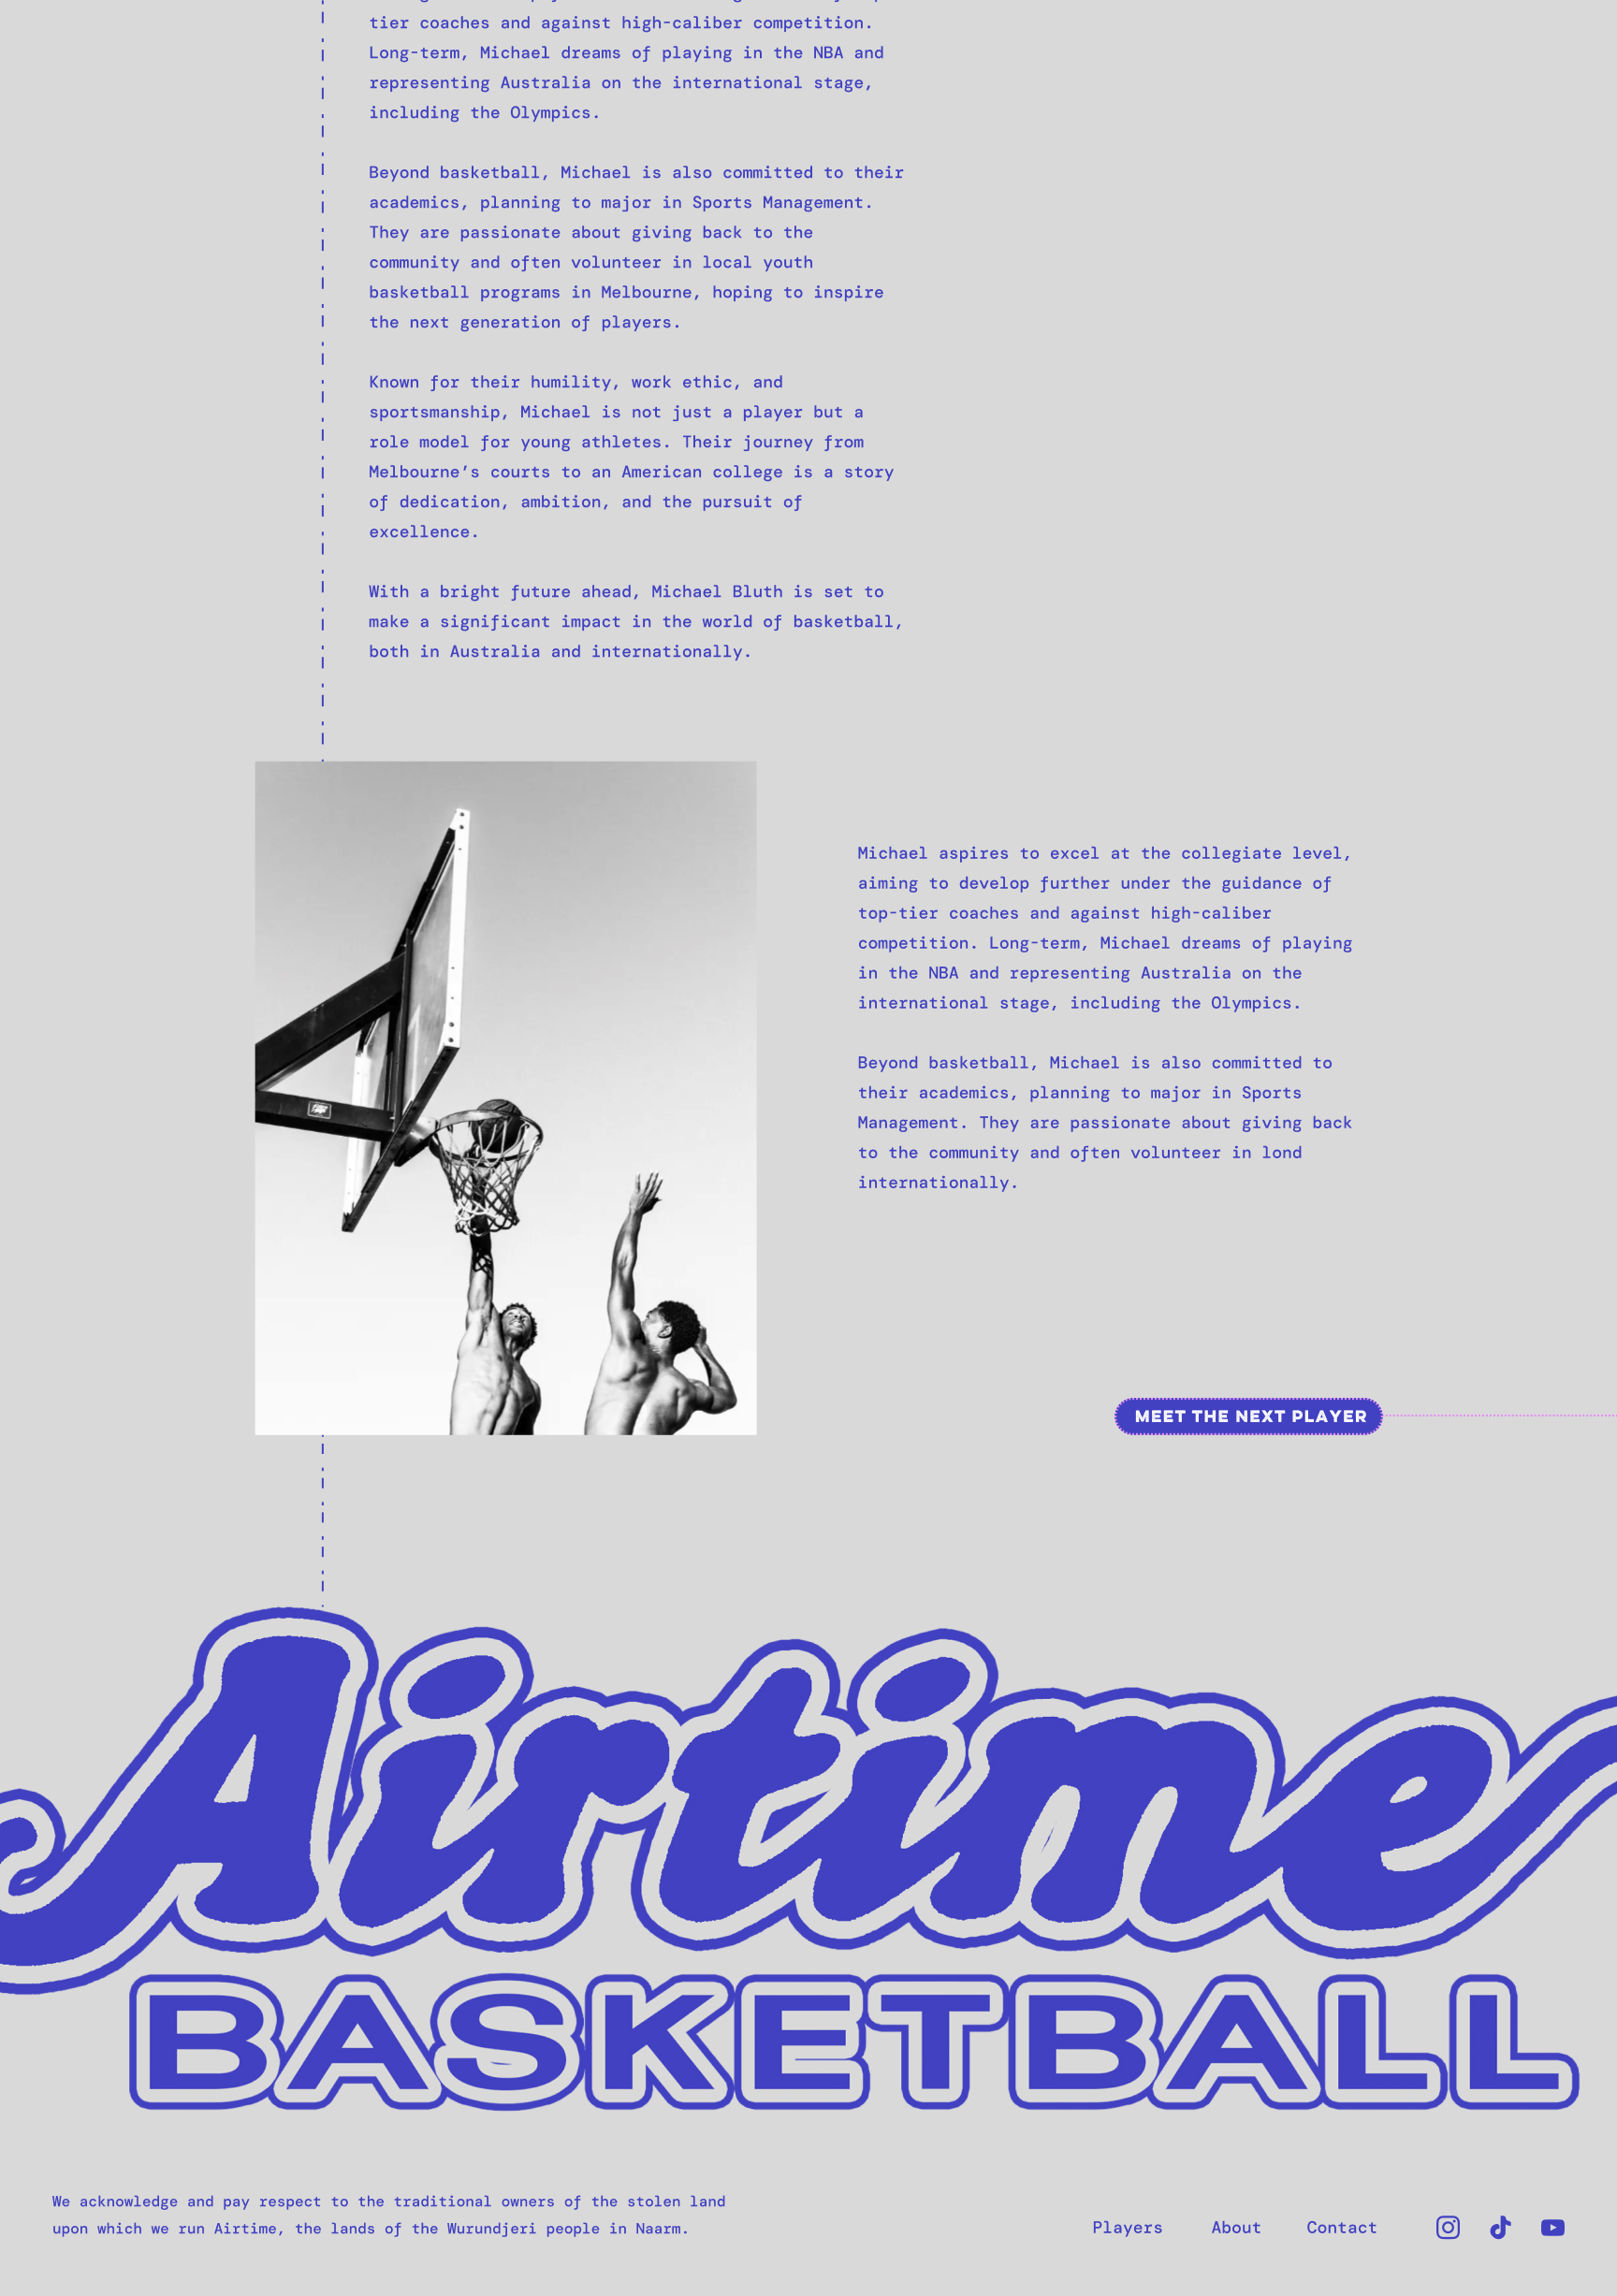 tier coaches and against high-caliber competition.
Long-term, Michael dreams of playing in the NBA and
representing Australia on the international stage,
including the Olympics.
Beyond basketball, Michael is also committed to their
academics, planning to major in Sports Management.
They are passionate about giving back to the
community and often volunteer in local youth
basketball programs in Melbourne, hoping to inspire
the next generation of players.
Known for their humility, work ethic, and
sportsmanship, Michael is not just a player but a
role model for young athletes. Their journey from
Melbourne’s courts to an American college is a story
of dedication, ambition, and the pursuit of
excellence.
With a bright future ahead, Michael Bluth is set to
make a significant impact in the world of basketball,
both in Australia and internationally.
Michael aspires to excel at the collegiate level,
aiming to develop further under the guidance of
top-tier coaches and against high-caliber
competition. Long-term, Michael dreams of playing
in the NBA and representing Australia on the
international stage, including the Olympics.
Beyond basketball, Michael is also committed to
their academics, planning to major in Sports
Management. They are passionate about giving back
to the community and often volunteer in lond
internationally.
MEET THE NEXT PLAYER
Airtime
BASKETBALL
We acknowledge and pay respect to the traditional owners of the stolen land
upon which we run Airtime, the lands of the Wurundjeri people in Naarm.
Players About Contact